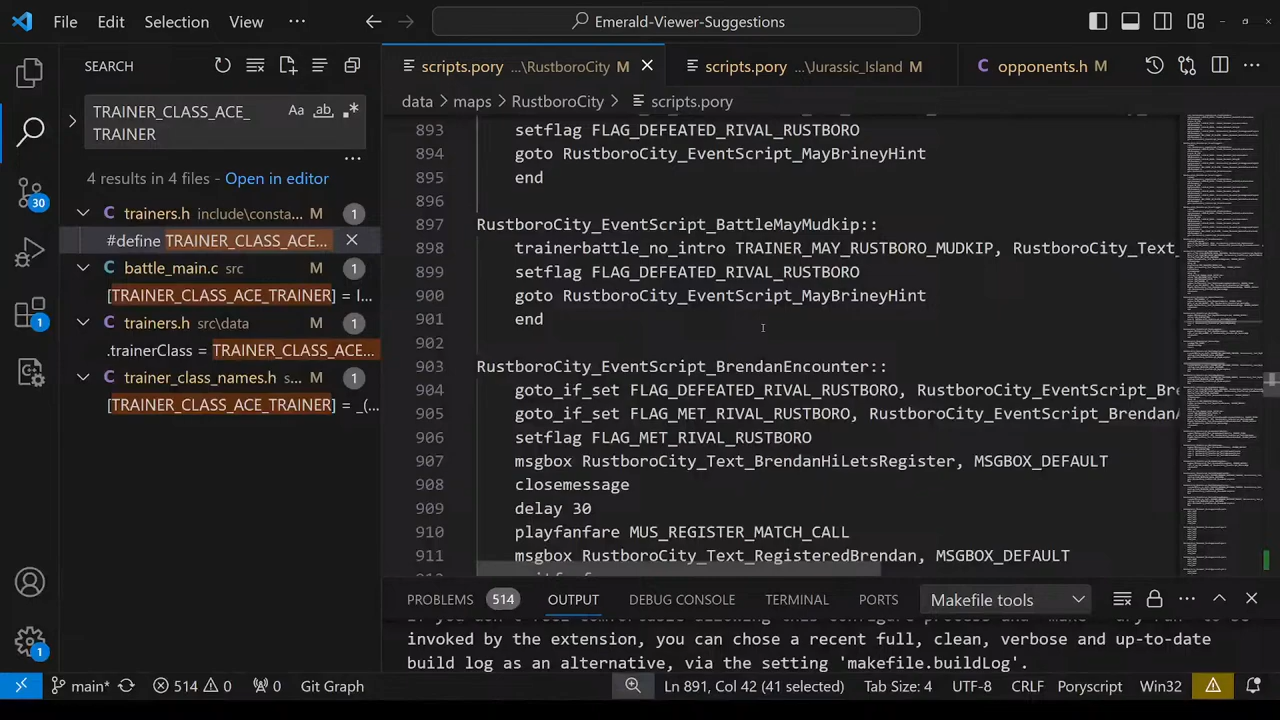 File Edit Selection View ··· Emerald-Viewer-Suggestions
SEARCH
TRAINER_CLASS_ACE_
TRAINER
Aa ab .*
4 results in 4 files - Open in editor
trainers.h include\consta... M 1
#define TRAINER_CLASS_ACE...
battle_main.c src M 1
[TRAINER_CLASS_ACE_TRAINER] = I...
trainers.h src\data M 1
.trainerClass = TRAINER_CLASS_ACE...
trainer_class_names.h s... M 1
[TRAINER_CLASS_ACE_TRAINER] = _(...
30
1
1
scripts.pory ...\RustboroCity M
scripts.pory ...\Jurassic_Island M
opponents.h M
data > maps > RustboroCity > scripts.pory
893 setflag FLAG_DEFEATED_RIVAL_RUSTBORO
894 goto RustboroCity_EventScript_MayBrineyHint
895 end
896
897 RustboroCity_EventScript_BattleMayMudkip::
898 trainerbattle_no_intro TRAINER_MAY_RUSTBORO_MUDKIP, RustboroCity_Text
899 setflag FLAG_DEFEATED_RIVAL_RUSTBORO
900 goto RustboroCity_EventScript_MayBrineyHint
901 end
902
903 RustboroCity_EventScript_BrendanEncounter::
904 goto_if_set FLAG_DEFEATED_RIVAL_RUSTBORO, RustboroCity_EventScript_Bre
905 goto_if_set FLAG_MET_RIVAL_RUSTBORO, RustboroCity_EventScript_Brendan
906 setflag FLAG_MET_RIVAL_RUSTBORO
907 msgbox RustboroCity_Text_BrendanHiLetsRegister, MSGBOX_DEFAULT
908 closemessage
909 delay 30
910 playfanfare MUS_REGISTER_MATCH_CALL
911 msgbox RustboroCity_Text_RegisteredBrendan, MSGBOX_DEFAULT
PROBLEMS 514 OUTPUT DEBUG CONSOLE TERMINAL PORTS Makefile tools
invoked by the extension, you can chose a recent full, clean, verbose and up-to-date
build log as an alternative, via the setting 'makefile.buildLog'.
main* 514 0 0 Git Graph Ln 891, Col 42 (41 selected) Tab Size: 4 UTF-8 CRLF Poryscript Win32